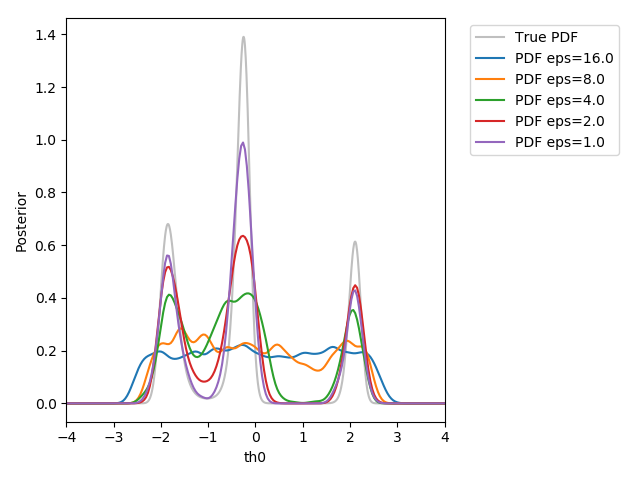 True PDF
PDF eps=16.0
PDF eps=8.0
PDF eps=4.0
PDF eps=2.0
PDF eps=1.0
Posterior
1.4
1.2
1.0
0.8
0.6
0.4
0.2
0.0
−4 −3 −2 −1 0 1 2 3 4
th0